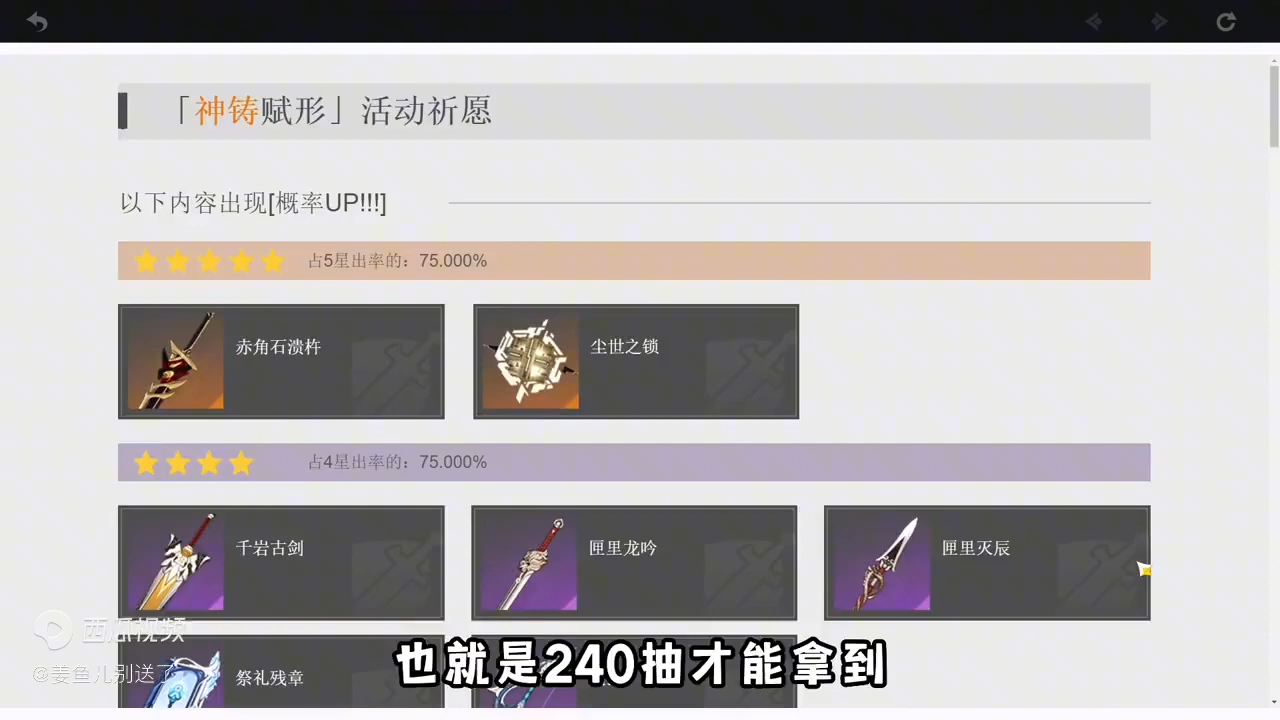 「神铸赋形」活动祈愿
以下内容出现[概率UP!!!]
占5星出率的：75.000%
赤角石溃杵
尘世之锁
占4星出率的：75.000%
千岩古剑
匣里龙吟
匣里灭辰
西瓜视频
@姜鱼儿别送了
祭礼残章
也就是240抽才能拿到